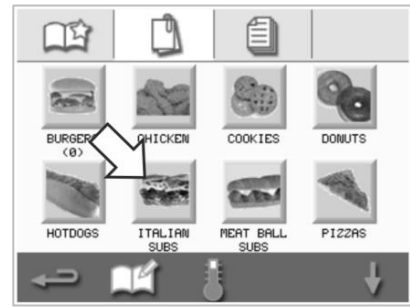 BURGERS CHICKEN COOKIES DONUTS
(0)
HOTDOGS ITALIAN MEAT BALL PIZZAS
SUBS SUBS